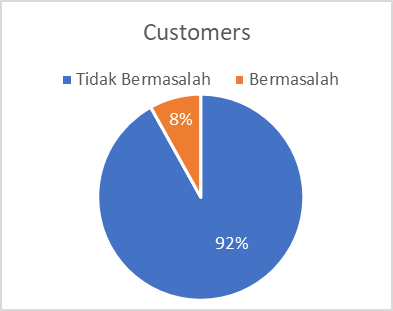 Customers
Tidak Bermasalah Bermasalah
8%
92%